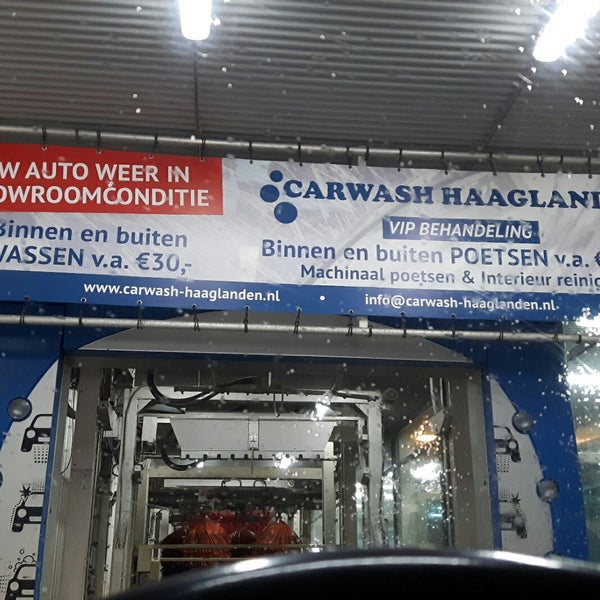 W AUTO WEER IN
OWROOMCONDITIE
Binnen en buiten
WASSEN v.a. €30,-
CARWASH HAAGLAND
VIP BEHANDELING
Binnen en buiten POETSEN v.a. €
Machinaal poetsen & Interieur reinig
www.carwash-haaglanden.nl • info@carwash-haaglanden.nl